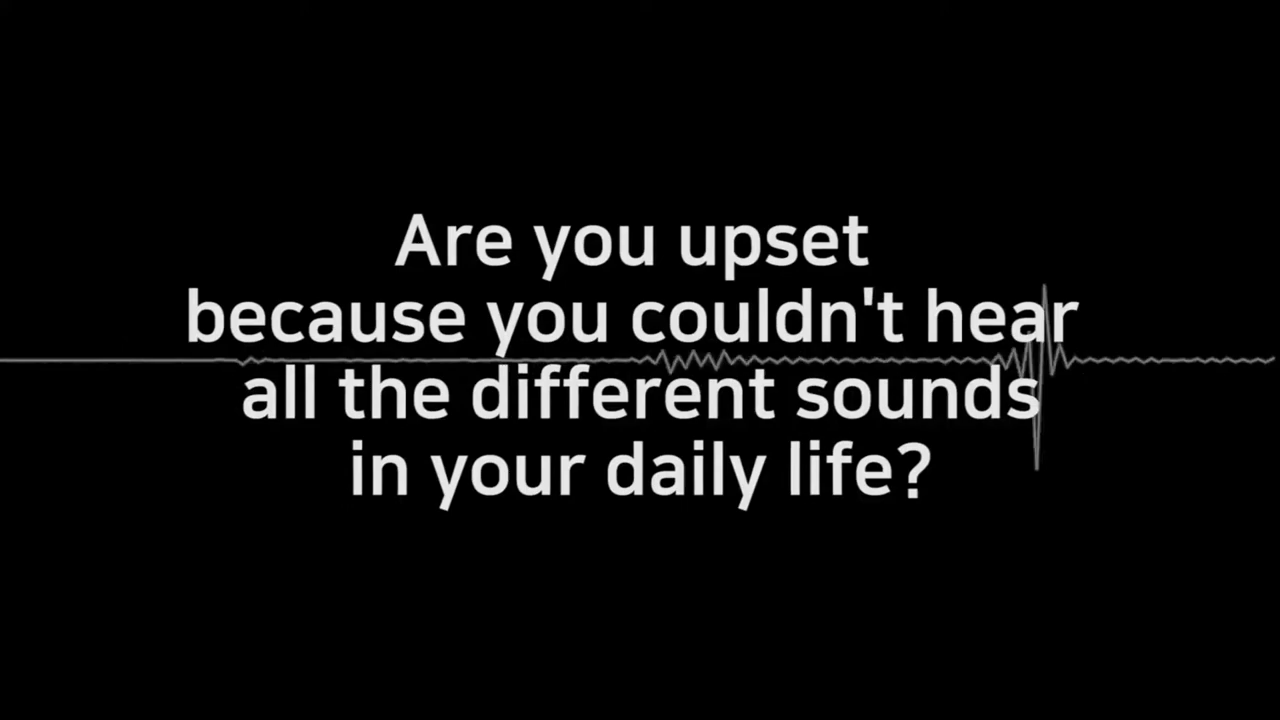 Are you upset
because you couldn't hear
all the different sounds
in your daily life?